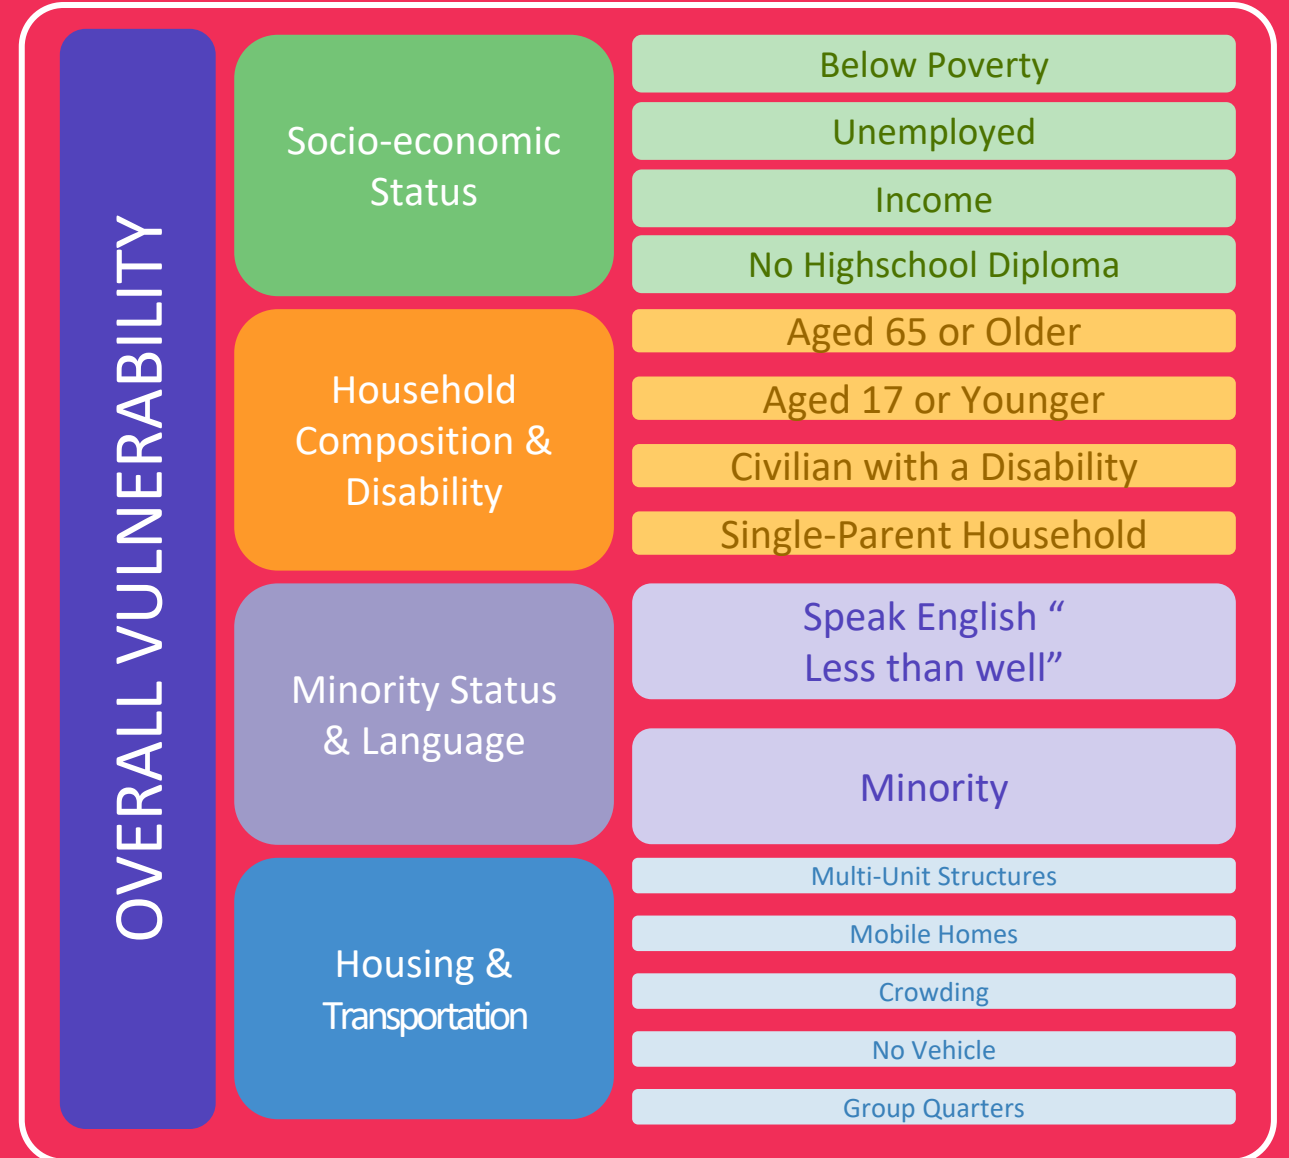 OVERALL VULNERABILITY
Socio-economic
Status
Below Poverty
Unemployed
Income
No Highschool Diploma
Household
Composition &
Disability
Aged 65 or Older
Aged 17 or Younger
Civilian with a Disability
Single-Parent Household
Minority Status
& Language
Speak English “
Less than well”
Minority
Housing &
Transportation
Multi-Unit Structures
Mobile Homes
Crowding
No Vehicle
Group Quarters